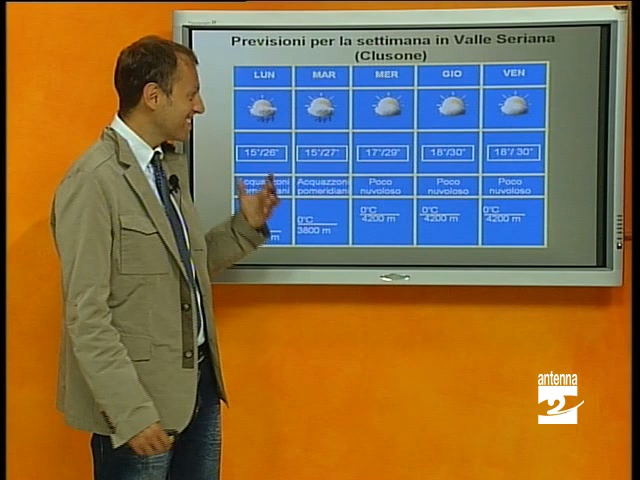 Previsioni per la settimana in Valle Seriana
(Clusone)
LUN MAR MER GIO VEN
15°/26° 15°/27° 17°/29° 18°/30° 18°/ 30°
Acquazzoni Acquazzoni Poco Poco Poco
pomeridiani pomeridiani nuvoloso nuvoloso nuvoloso
0°C 0°C 0°C 0°C
m 3800 m 4200 m 4200 m 4200 m
antenna
2